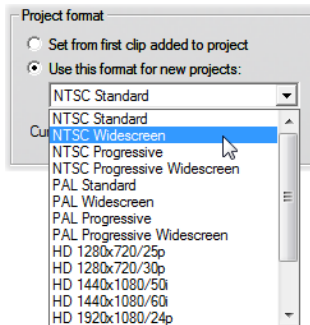 Project format
Set from first clip added to project
Use this format for new projects:
NTSC Standard
NTSC Standard
Cu
NTSC Widescreen
NTSC Progressive
NTSC Progressive Widescreen
PAL Standard
PAL Widescreen
PAL Progressive
PAL Progressive Widescreen
HD 1280x720/25p
HD 1280x720/30p
HD 1440x1080/50i
HD 1440x1080/60i
HD 1920x1080/24p